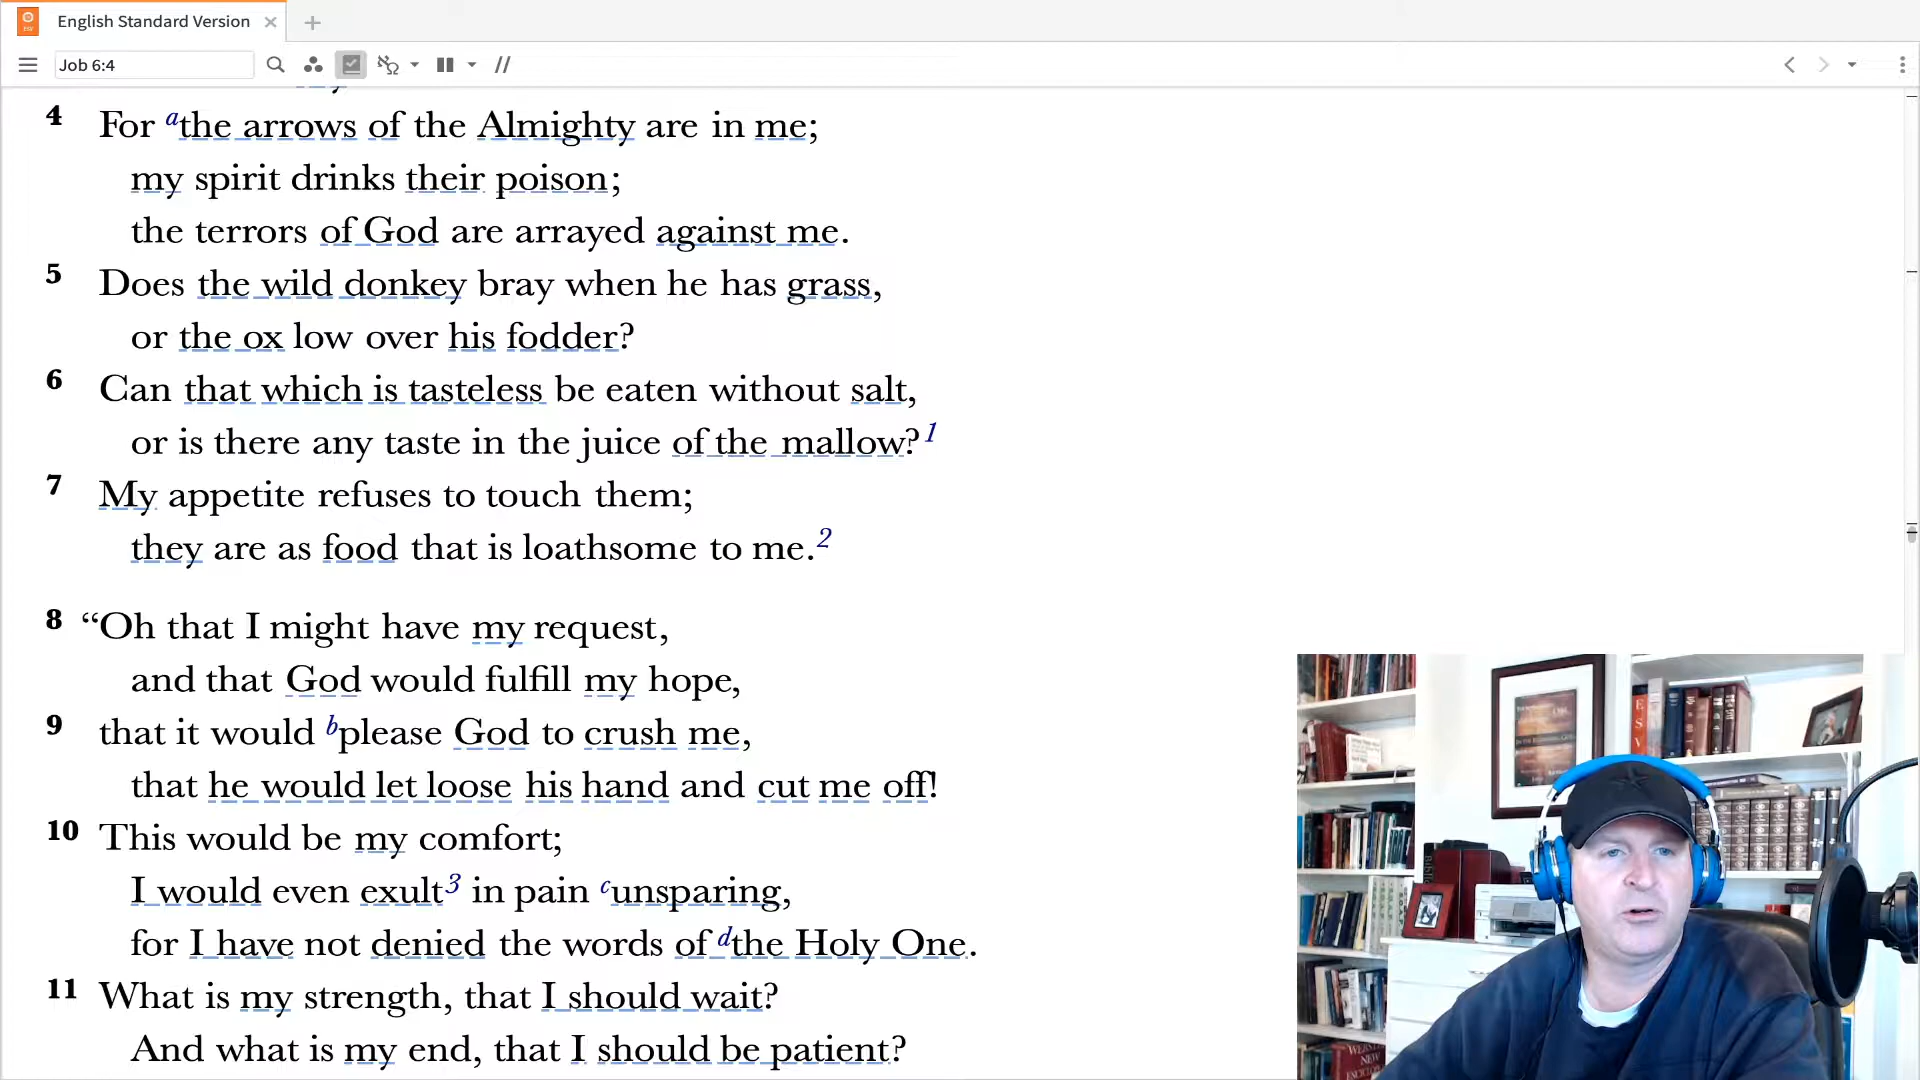 English Standard Version
Job 6:4
4 For a the arrows of the Almighty are in me;
my spirit drinks their poison;
the terrors of God are arrayed against me.
5 Does the wild donkey bray when he has grass,
or the ox low over his fodder?
6 Can that which is tasteless be eaten without salt,
or is there any taste in the juice of the mallow? 1
7 My appetite refuses to touch them;
they are as food that is loathsome to me. 2
8 “Oh that I might have my request,
and that God would fulfill my hope,
9 that it would b please God to crush me,
that he would let loose his hand and cut me off!
10 This would be my comfort;
I would even exult 3 in pain c unsparing,
for I have not denied the words of d the Holy One.
11 What is my strength, that I should wait?
And what is my end, that I should be patient?